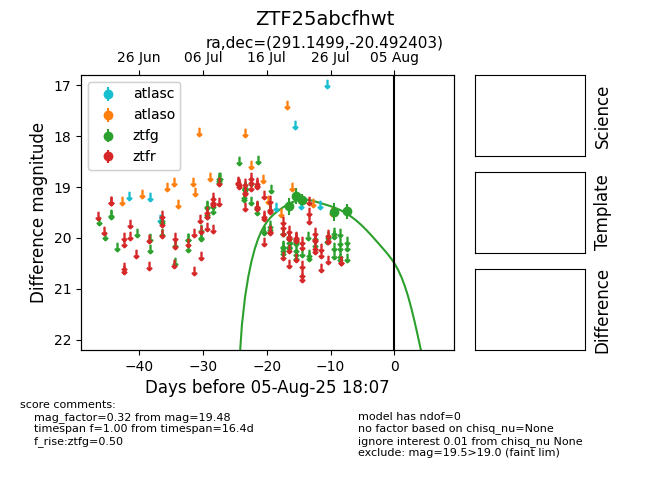 ZTF25abcfhwt
ra,dec=(291.1499,-20.492403)
26 Jun 06 Jul 16 Jul 26 Jul 05 Aug
17
18
19
20
21
22
Difference magnitude
atlasc
atlaso
ztfg
ztfr
−40 −30 −20 −10 0
Days before 05-Aug-25 18:07
Science
Template
Difference
score comments:
mag_factor=0.32 from mag=19.48
timespan f=1.00 from timespan=16.4d
f_rise:ztfg=0.50
model has ndof=0
no factor based on chisq_nu=None
ignore interest 0.01 from chisq_nu None
exclude: mag=19.5>19.0 (faint lim)